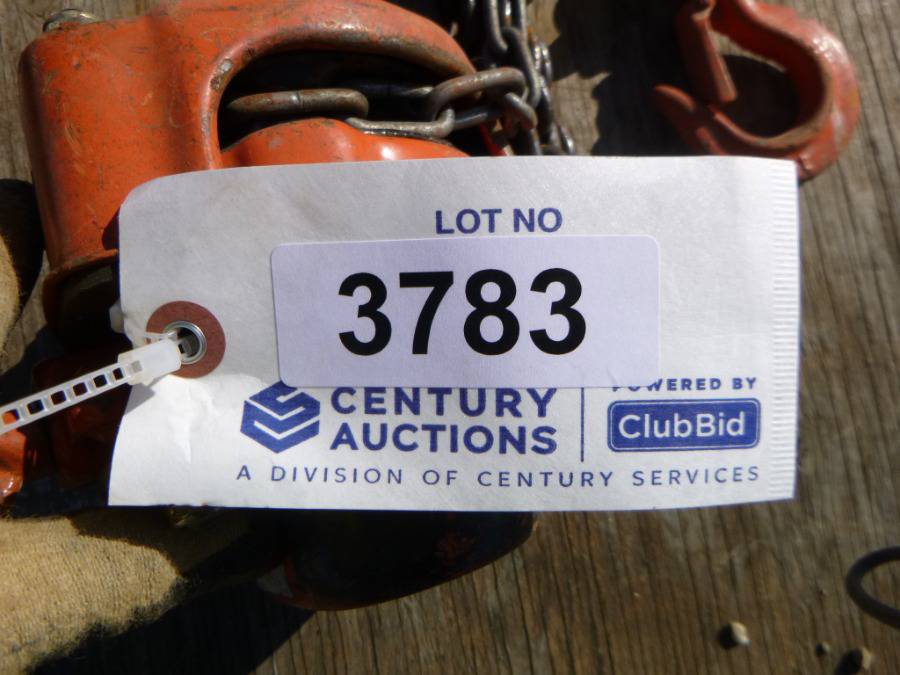 LOT NO
3783
CENTURY
AUCTIONS
POWERED BY
ClubBid
A DIVISION OF CENTURY SERVICES